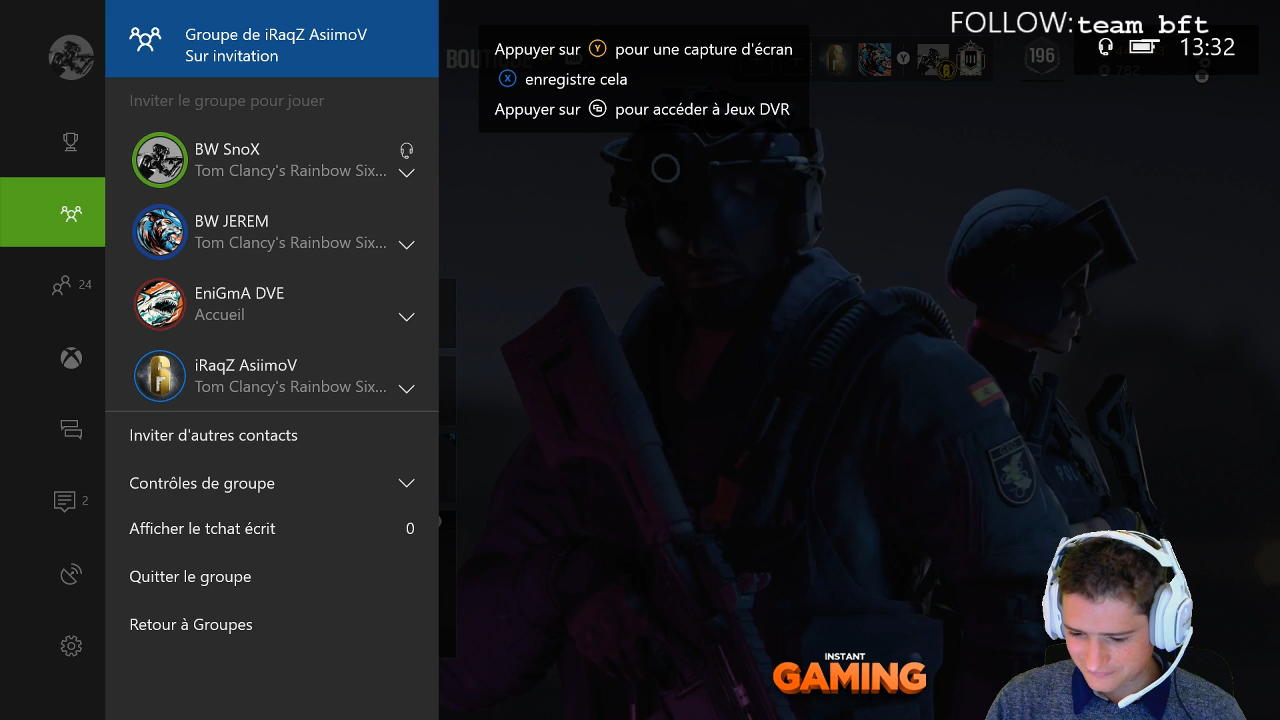 Groupe de iRaqZ AsiimoV
Sur invitation
Inviter le groupe pour jouer
BW SnoX
Tom Clancy's Rainbow Six...
BW JEREM
Tom Clancy's Rainbow Six...
EniGmA DVE
Accueil
iRaqZ AsiimoV
Tom Clancy's Rainbow Six...
Inviter d'autres contacts
Contrôles de groupe
Afficher le tchat écrit 0
Quitter le groupe
Retour à Groupes
24
2
Appuyer sur Y pour une capture d'écran
X enregistre cela
Appuyer sur pour accéder à Jeux DVR
FOLLOW:team bft
13:32
196
782
INSTANT
GAMING